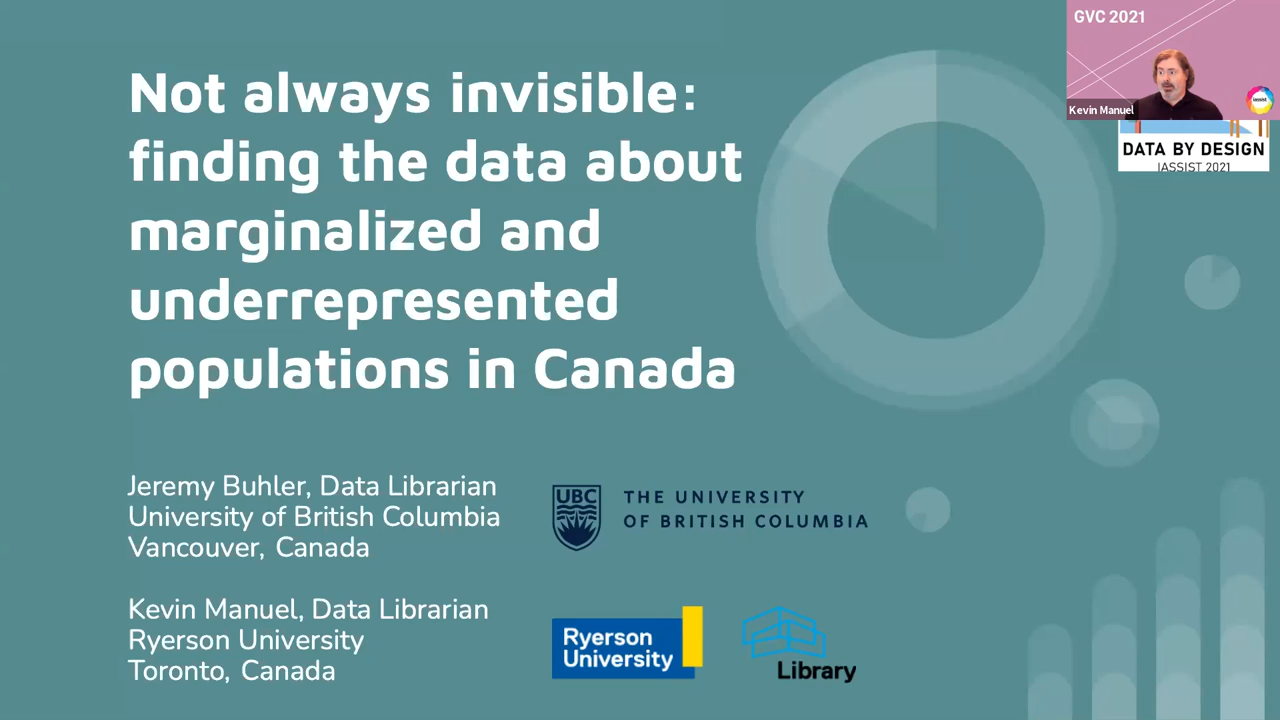 Not always invisible:
finding the data about
marginalized and
underrepresented
populations in Canada
Jeremy Buhler, Data Librarian
University of British Columbia
Vancouver, Canada
UBC
THE UNIVERSITY
OF BRITISH COLUMBIA
Kevin Manuel, Data Librarian
Ryerson University
Toronto, Canada
Ryerson
University
Library
GVC 2021
Kevin Manuel
iassist
DATA BY DESIGN
IASSIST 2021